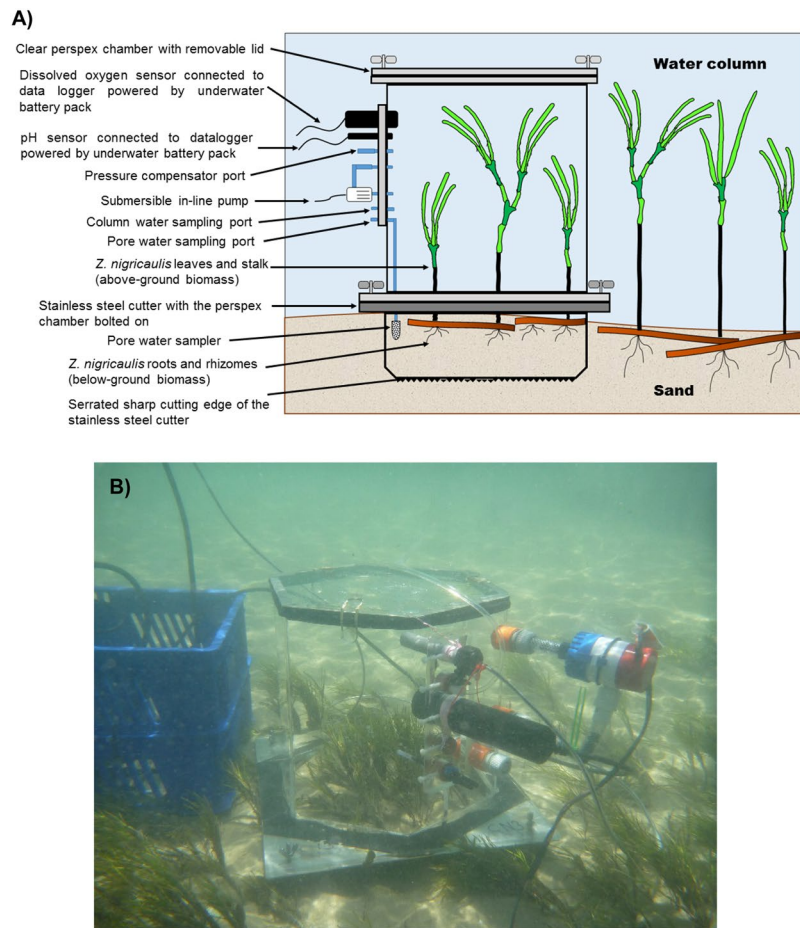 A)
Clear perspex chamber with removable lid
Dissolved oxygen sensor connected to
data logger powered by underwater
battery pack
pH sensor connected to datalogger
powered by underwater battery pack
Pressure compensator port
Submersible in-line pump
Column water sampling port
Pore water sampling port
Z. nigricaulis leaves and stalk
(above-ground biomass)
Stainless steel cutter with the perspex
chamber bolted on
Pore water sampler
Z. nigricaulis roots and rhizomes
(below-ground biomass)
Serrated sharp cutting edge of the
stainless steel cutter
Water column
Sand
B)